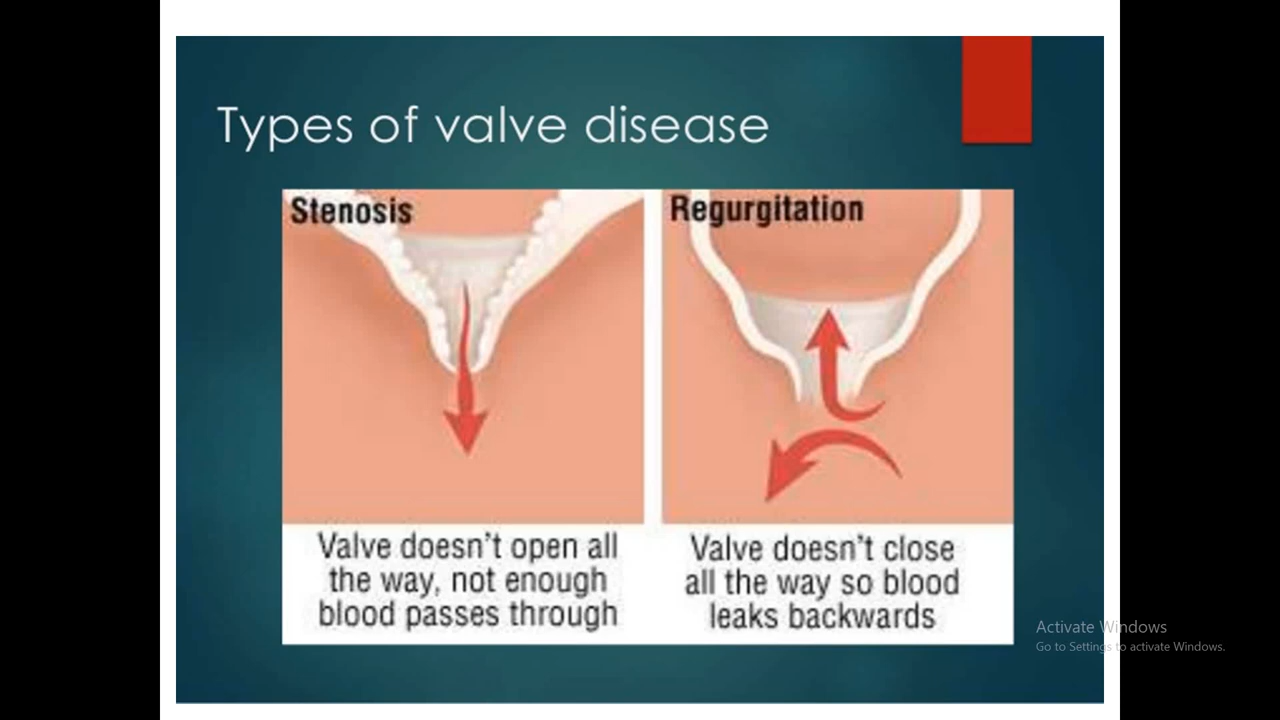 Types of valve disease
Stenosis
Regurgitation
Valve doesn't open all
the way, not enough
blood passes through
Valve doesn't close
all the way so blood
leaks backwards
Activate Windows
Go to Settings to activate Windows.